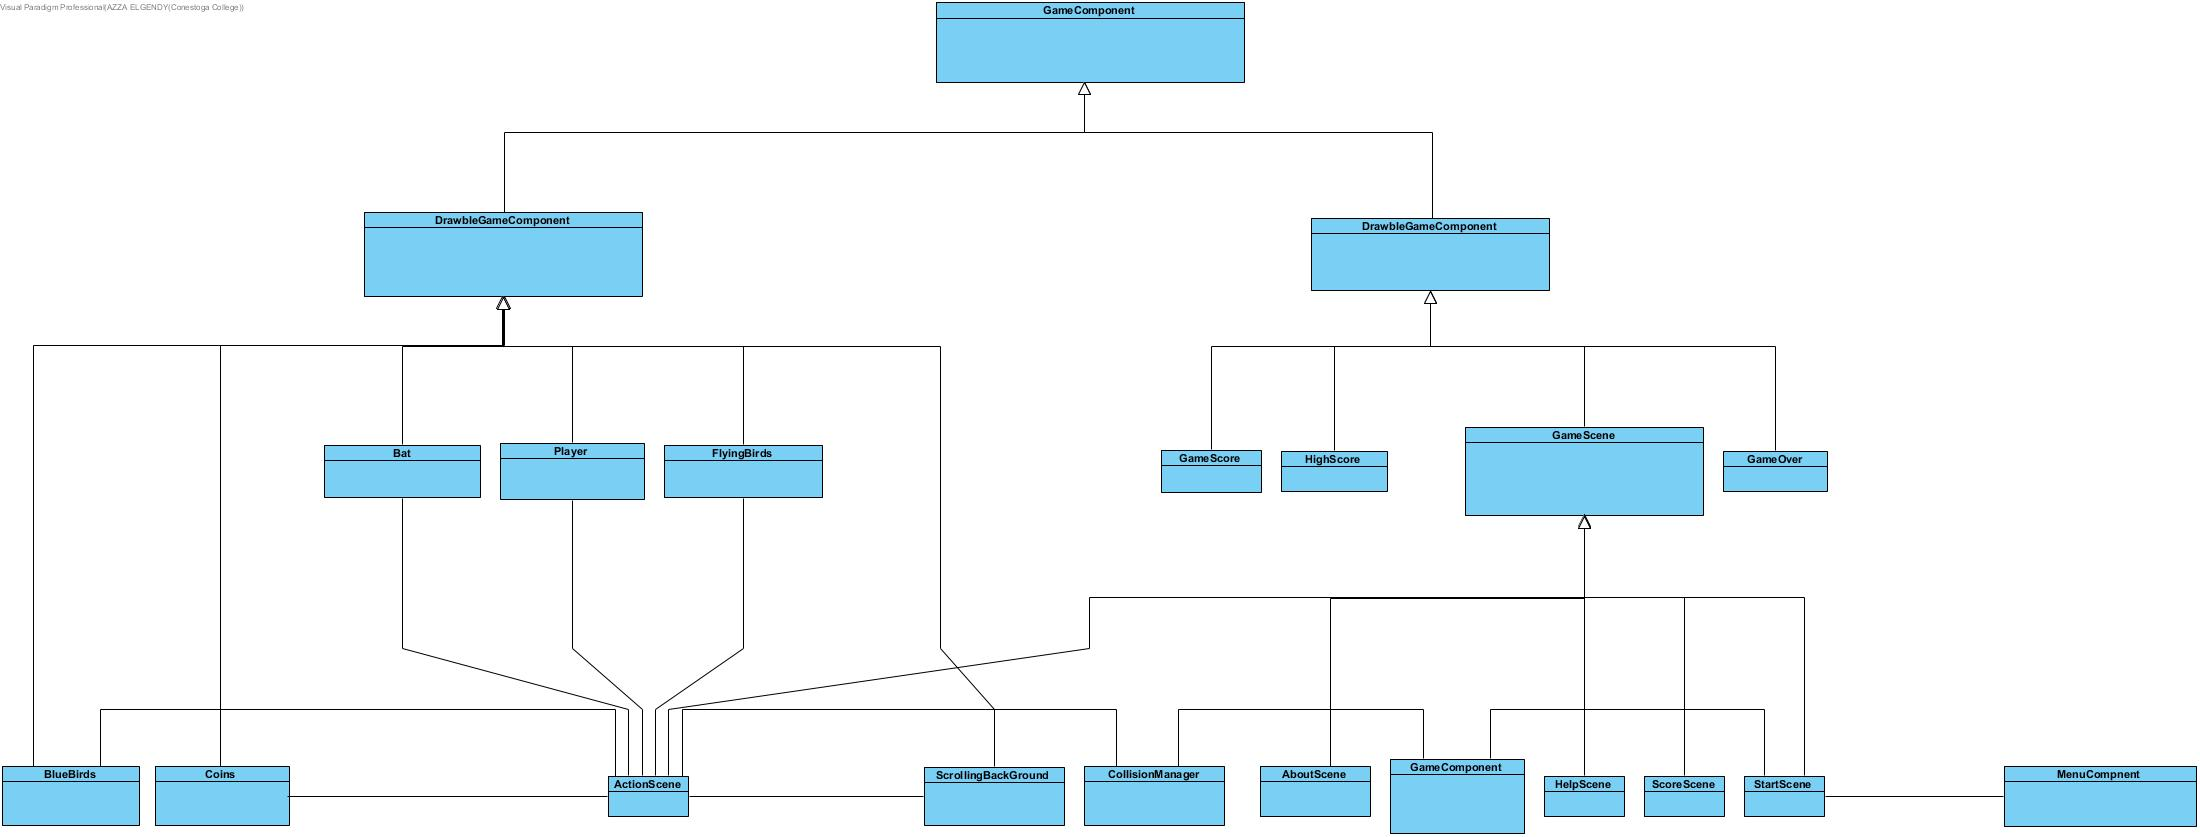 Visual Paradigm Professional(AZZA ELGENDY(Conestoga College))
GameComponent
DrawbleGameComponent
DrawbleGameComponent
Bat
Player
FlyingBirds
GameScore
HighScore
GameScene
GameOver
BlueBirds
Coins
ActionScene
ScrollingBackGround
CollisionManager
AboutScene
GameComponent
HelpScene
ScoreScene
StartScene
MenuCompnent